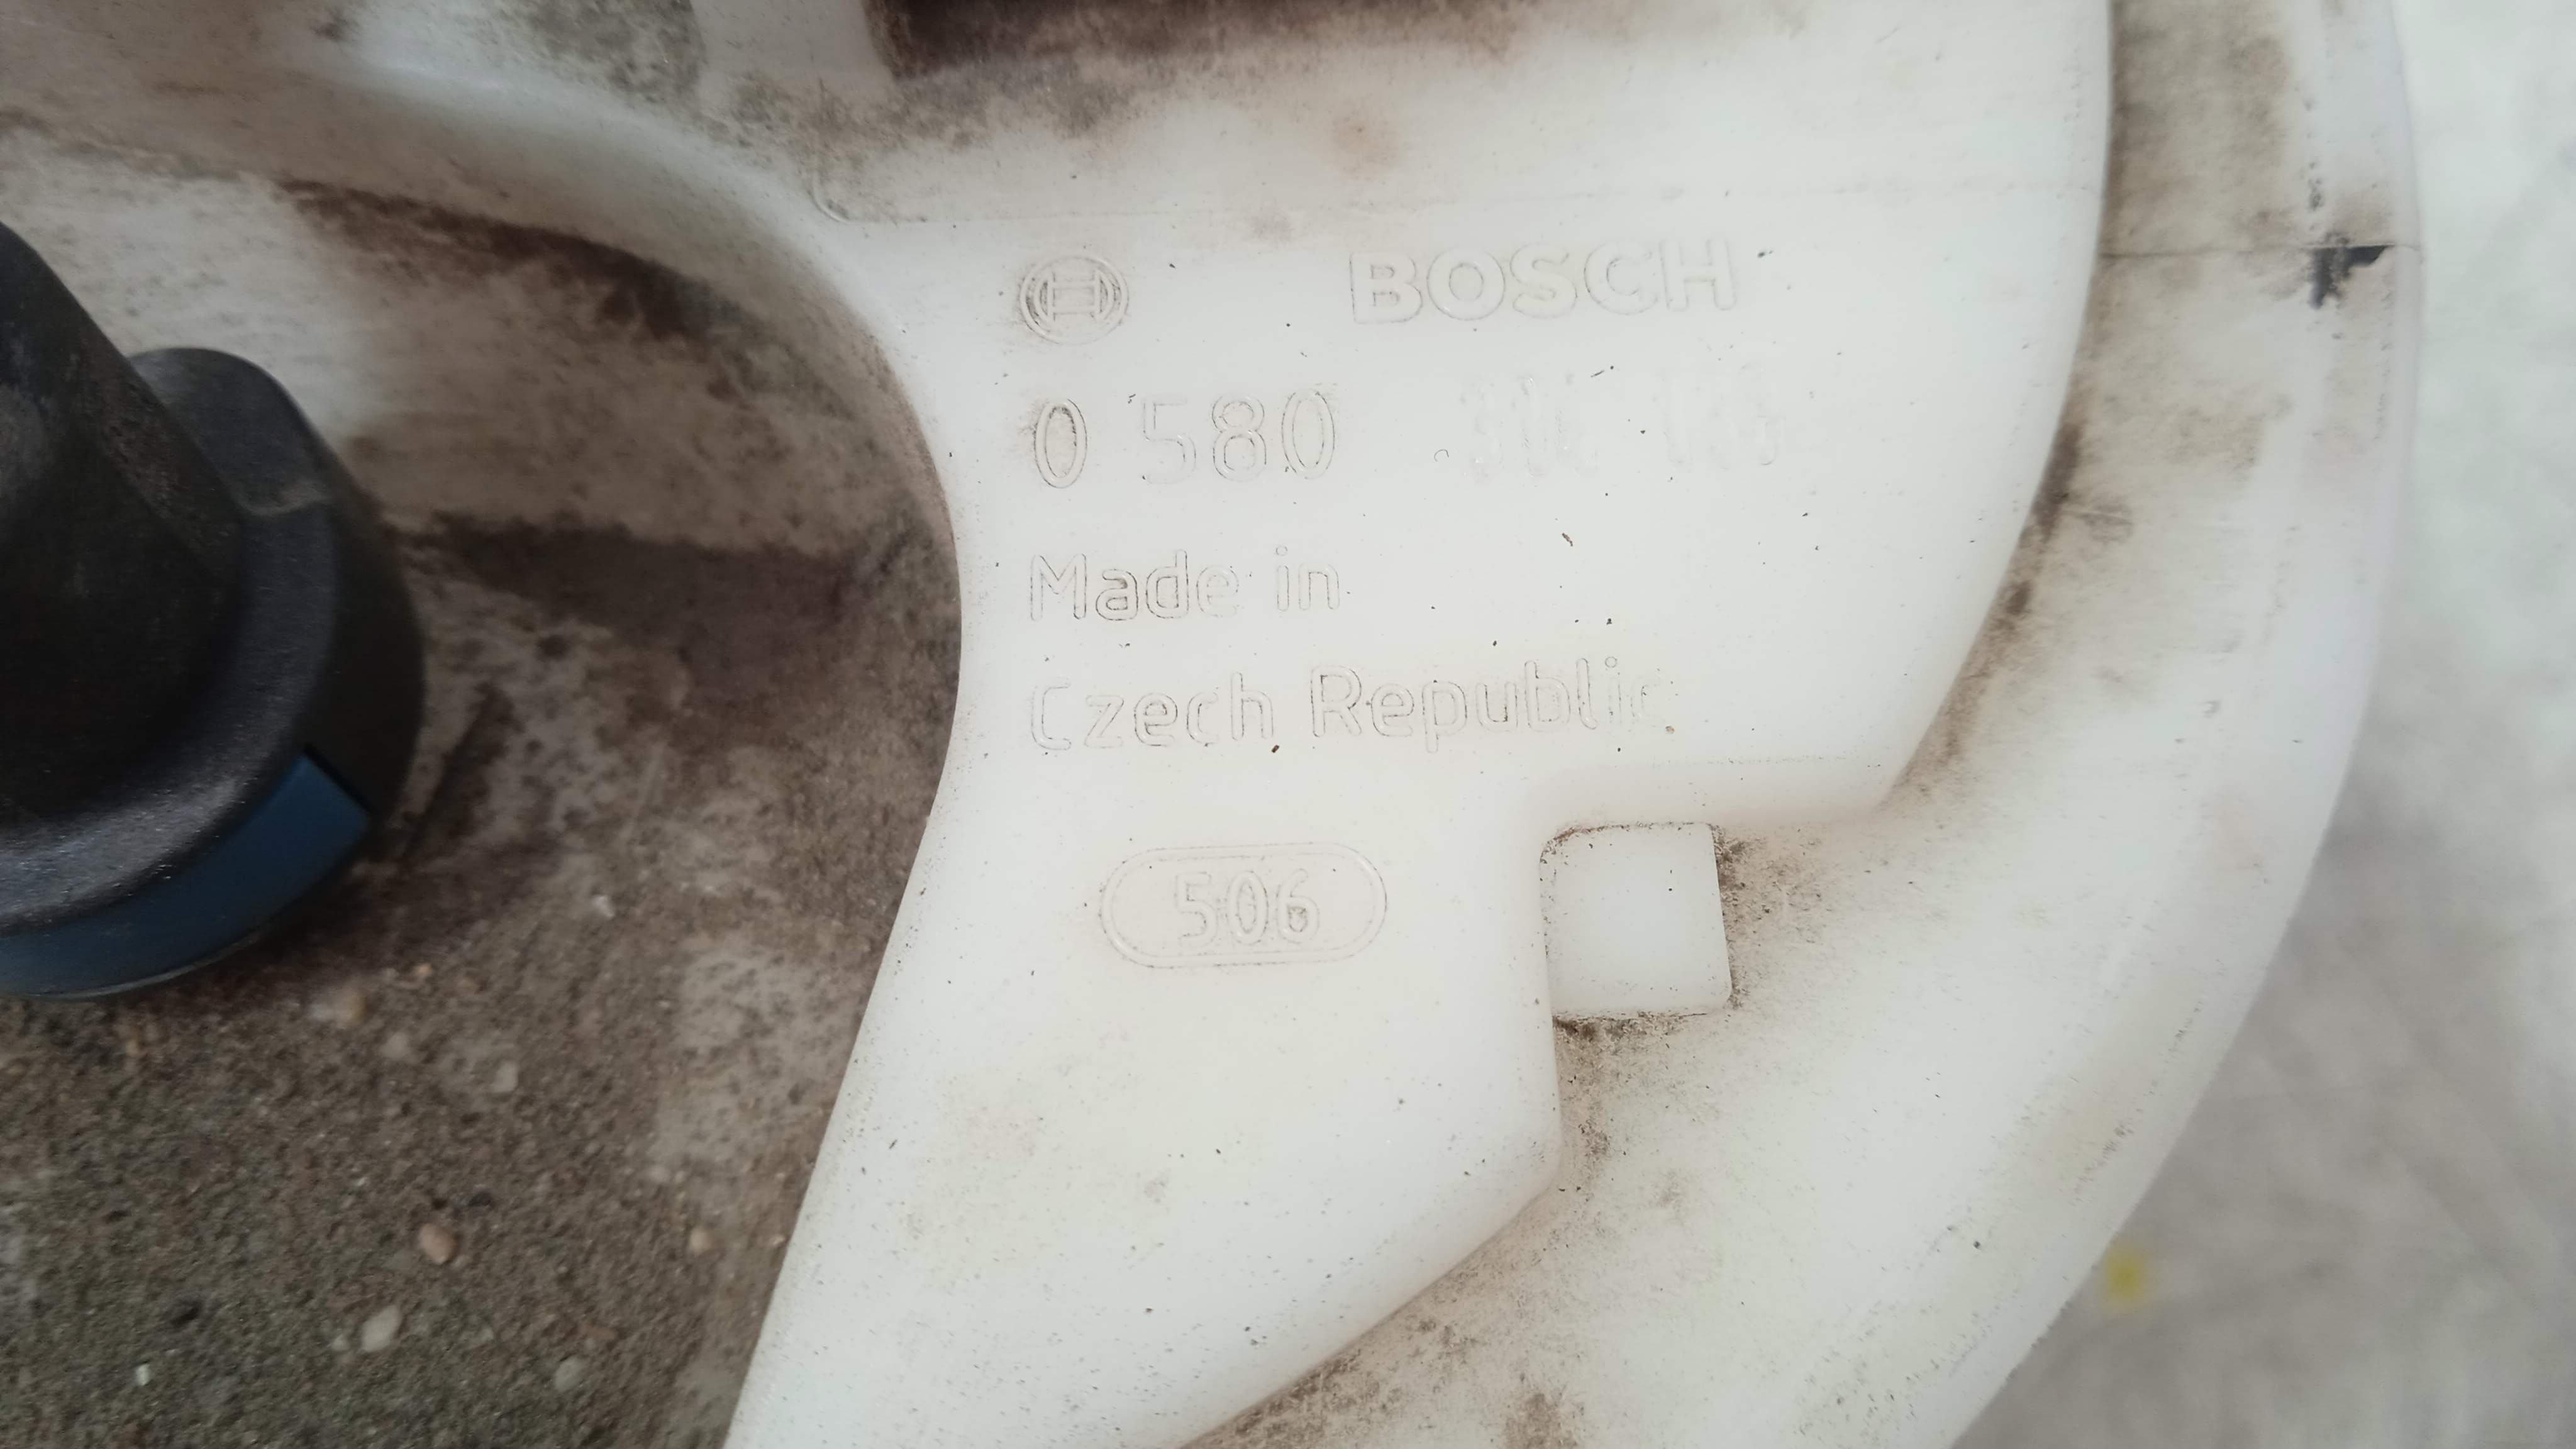 BOSCH
0 580
Made in
Czech Republic
506